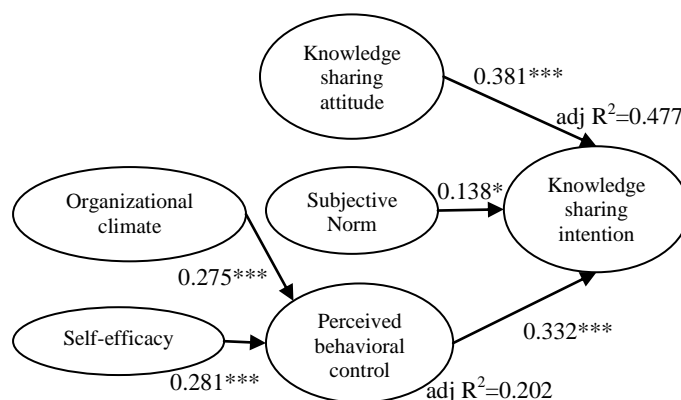 Knowledge
sharing
attitude
0.381***
adj R²=0.477
Organizational
climate
Subjective
Norm
0.138*
Knowledge
sharing
intention
0.275***
Self-efficacy
0.281***
Perceived
behavioral
control
0.332***
adj R²=0.202